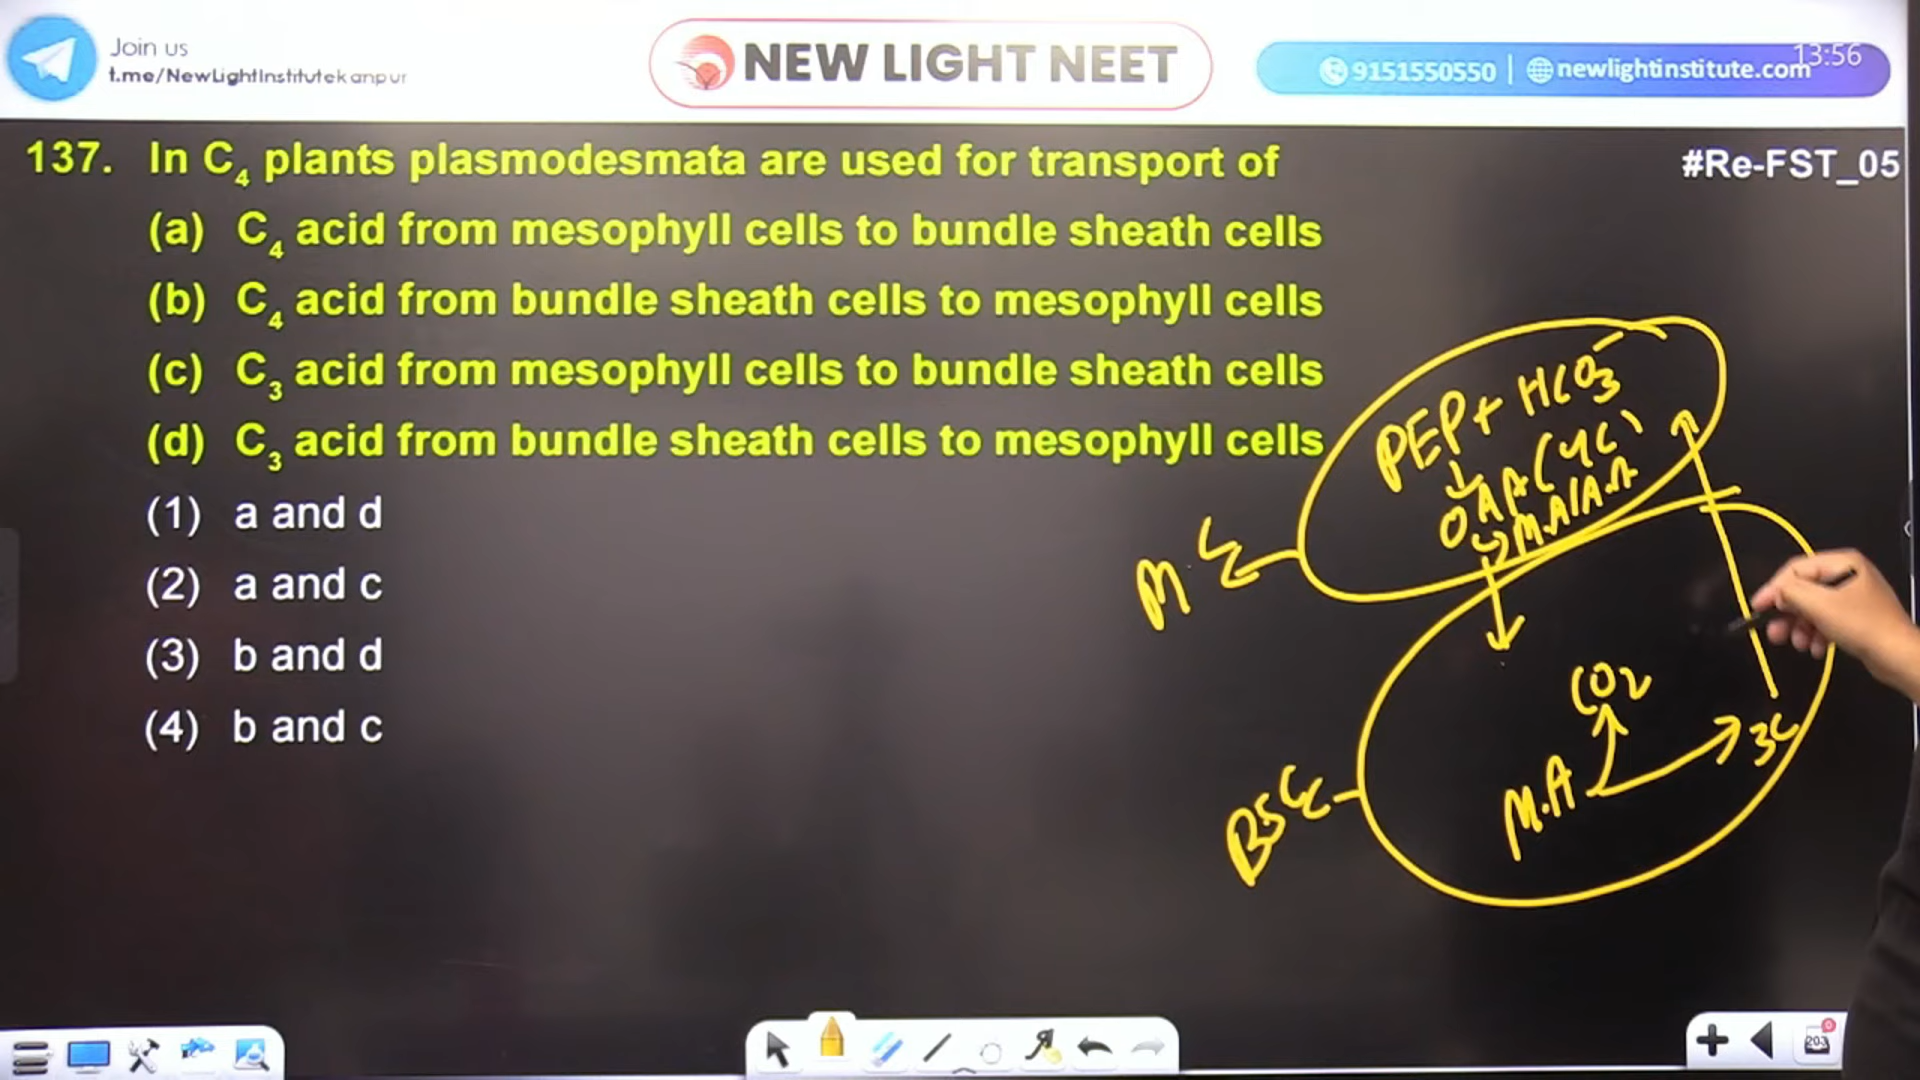 Join us
t.me/NewLightInstitutekanpur
NEW LIGHT NEET
9151550550 | newlightinstitute.com
13:56
137. In C4 plants plasmodesmata are used for transport of
#Re-FST_05
(a) C4 acid from mesophyll cells to bundle sheath cells
(b) C4 acid from bundle sheath cells to mesophyll cells
(c) C3 acid from mesophyll cells to bundle sheath cells
(d) C3 acid from bundle sheath cells to mesophyll cells
(1) a and d
(2) a and c
(3) b and d
(4) b and c
PEP + HCO3-
OAA (4C)
M.A/A.A
M
CO2
M.A
3C
BS
203
0